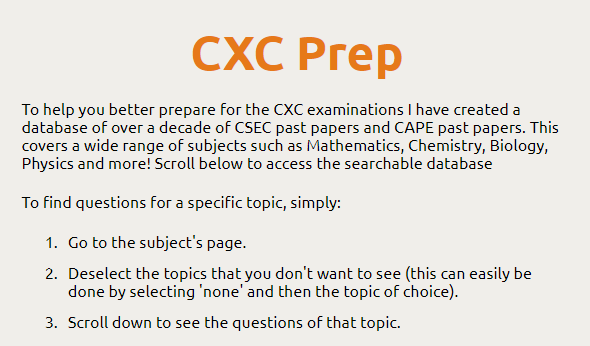 CXC Prep
To help you better prepare for the CXC examinations I have created a
database of over a decade of CSEC past papers and CAPE past papers. This
covers a wide range of subjects such as Mathematics, Chemistry, Biology,
Physics and more! Scroll below to access the searchable database
To find questions for a specific topic, simply:
1. Go to the subject's page.
2. Deselect the topics that you don't want to see (this can easily be
done by selecting 'none' and then the topic of choice).
3. Scroll down to see the questions of that topic.